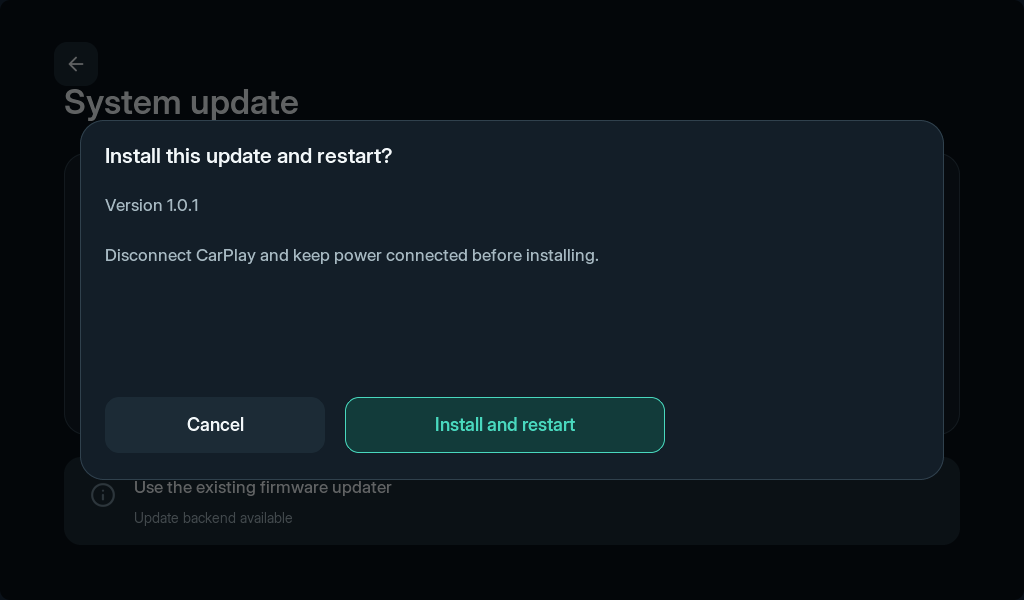 System update
Install this update and restart?
Version 1.0.1
Disconnect CarPlay and keep power connected before installing.
Cancel
Install and restart
Use the existing firmware updater
Update backend available